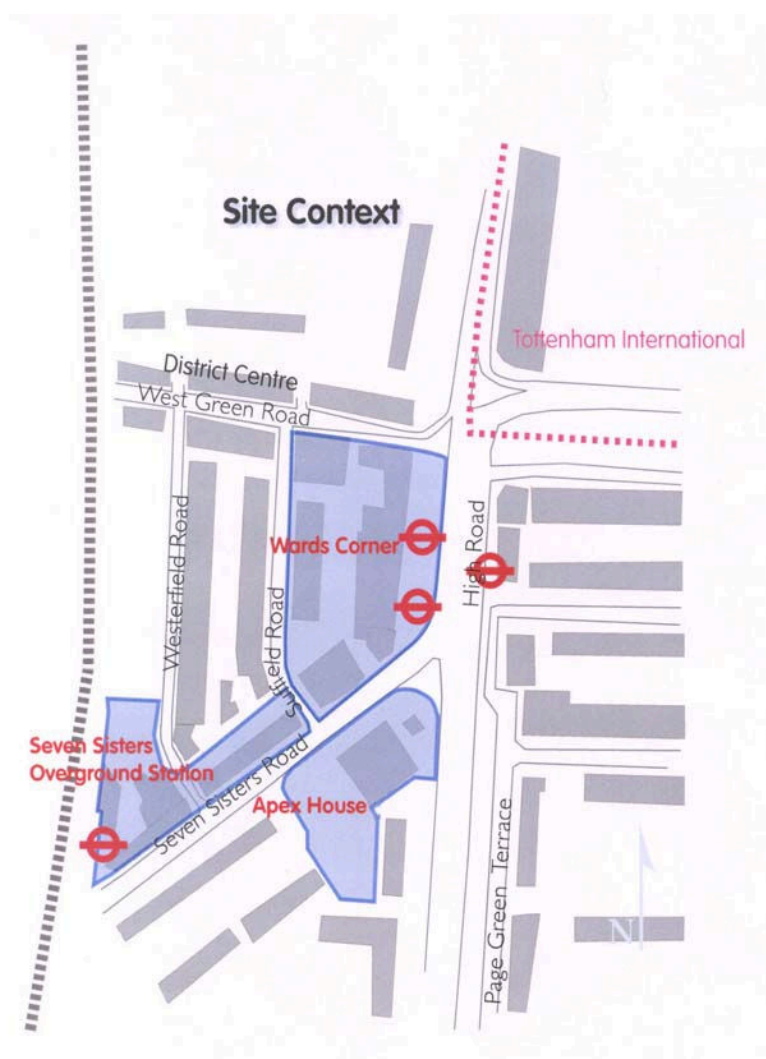 Site Context
Tottenham International
District Centre
West Green Road
Wards Corner
High Road
Westerfield Road
Suffield Road
Seven Sisters
Overground Station
Seven Sisters Road
Apex House
Page Green Terrace
N